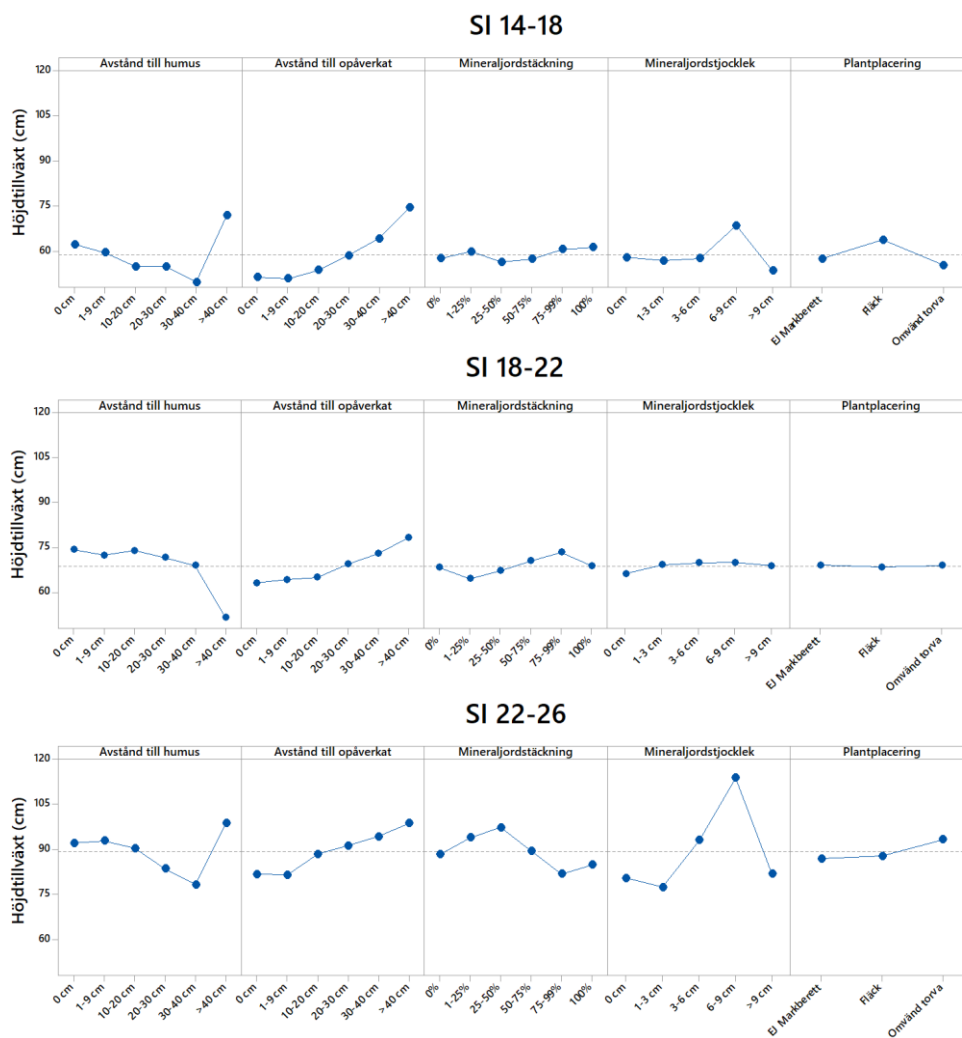 SI 14-18
Avstånd till humus Avstånd till opåverkat Mineraljordstäckning Mineraljordstjocklek Plantplacering
Höjdtillväxt (cm)
120
105
90
75
60
0 cm 1-9 cm 10-20 cm 20-30 cm 30-40 cm >40 cm 0 cm 1-9 cm 10-20 cm 20-30 cm 30-40 cm >40 cm 0% 1-25% 25-50% 50-75% 75-99% 100% 0 cm 1-3 cm 3-6 cm 6-9 cm >9 cm EJ Markberett Fläck Omvänd torva
SI 18-22
Avstånd till humus Avstånd till opåverkat Mineraljordstäckning Mineraljordstjocklek Plantplacering
Höjdtillväxt (cm)
120
105
90
75
60
0 cm 1-9 cm 10-20 cm 20-30 cm 30-40 cm >40 cm 0 cm 1-9 cm 10-20 cm 20-30 cm 30-40 cm >40 cm 0% 1-25% 25-50% 50-75% 75-99% 100% 0 cm 1-3 cm 3-6 cm 6-9 cm >9 cm EJ Markberett Fläck Omvänd torva
SI 22-26
Avstånd till humus Avstånd till opåverkat Mineraljordstäckning Mineraljordstjocklek Plantplacering
Höjdtillväxt (cm)
120
105
90
75
60
0 cm 1-9 cm 10-20 cm 20-30 cm 30-40 cm >40 cm 0 cm 1-9 cm 10-20 cm 20-30 cm 30-40 cm >40 cm 0% 1-25% 25-50% 50-75% 75-99% 100% 0 cm 1-3 cm 3-6 cm 6-9 cm >9 cm EJ Markberett Fläck Omvänd torva